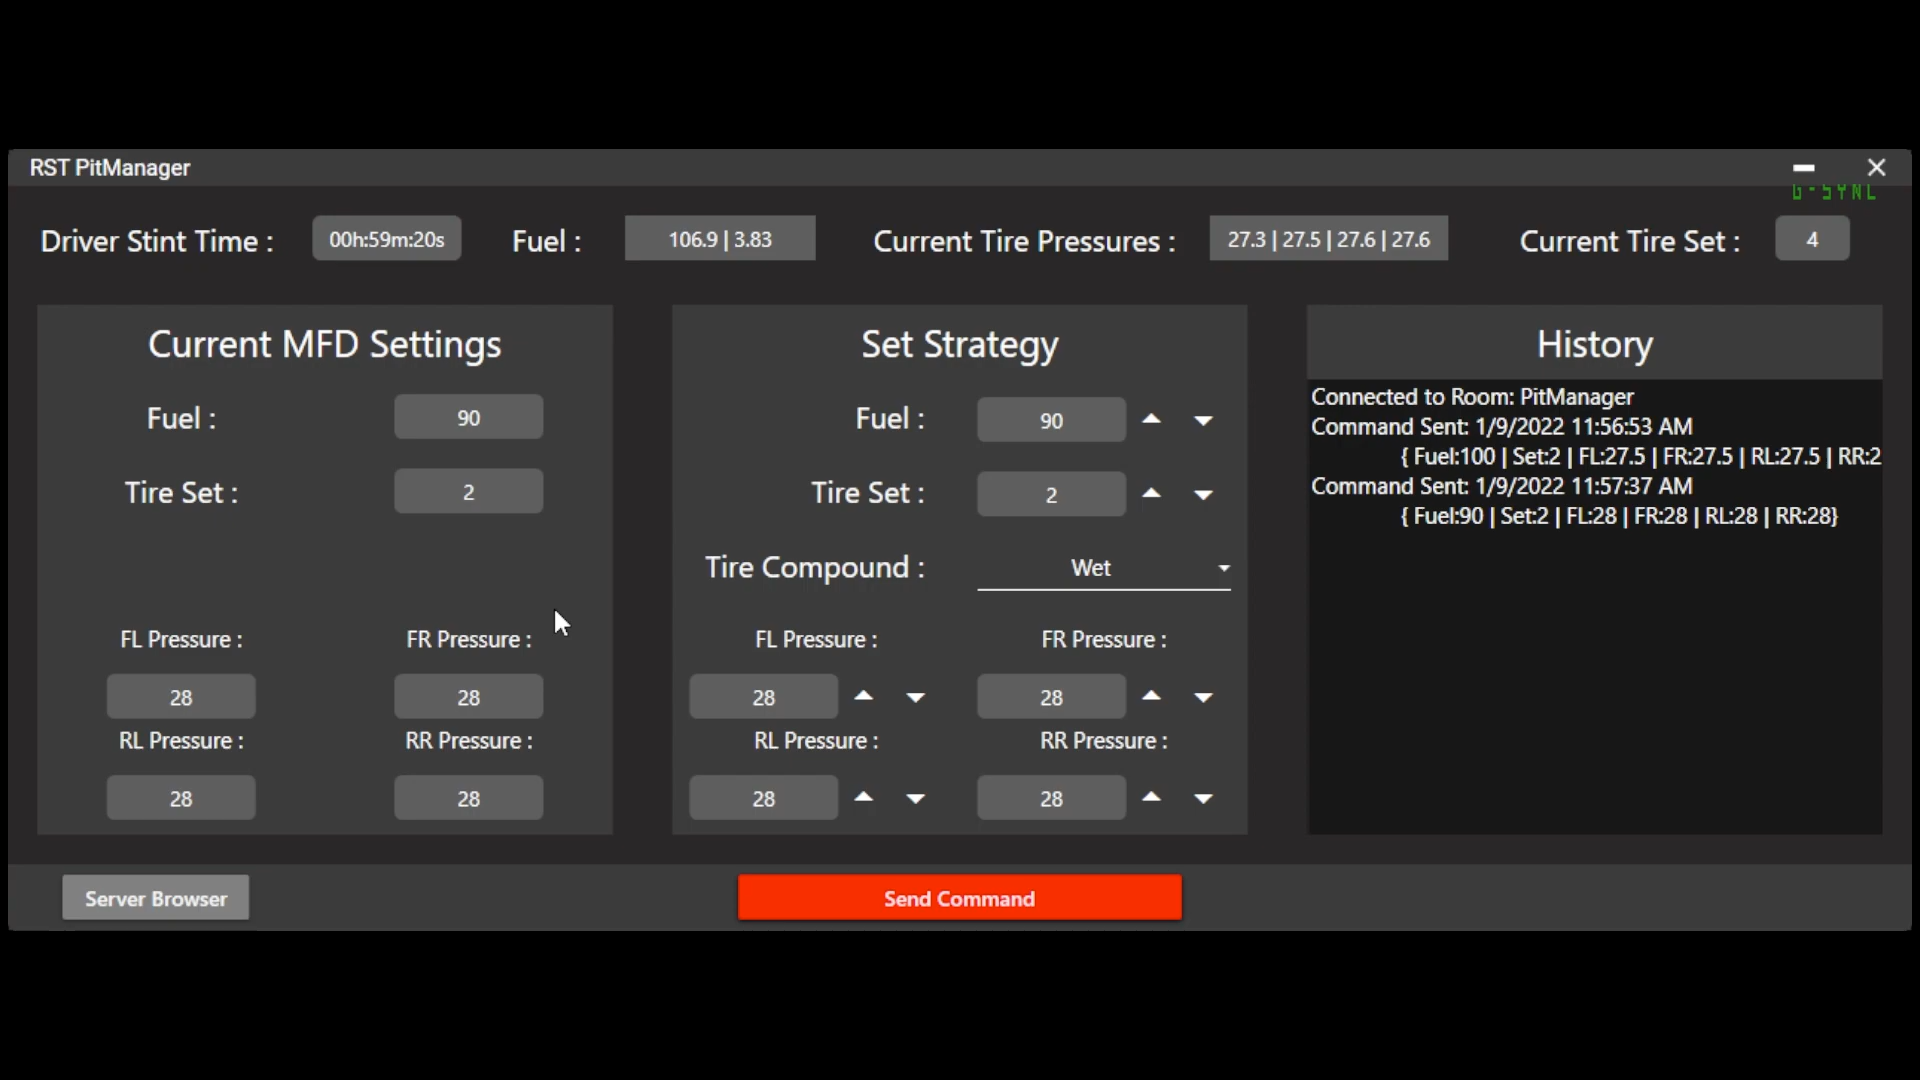 RST PitManager
G-SYNC
Driver Stint Time : 00h:59m:20s Fuel : 106.9 | 3.83 Current Tire Pressures : 27.3 | 27.5 | 27.6 | 27.6 Current Tire Set : 4
Current MFD Settings
Fuel : 90
Tire Set : 2
FL Pressure : FR Pressure :
28 28
RL Pressure : RR Pressure :
28 28
Set Strategy
Fuel : 90
Tire Set : 2
Tire Compound : Wet
FL Pressure : FR Pressure :
28 28
RL Pressure : RR Pressure :
28 28
History
Connected to Room: PitManager
Command Sent: 1/9/2022 11:56:53 AM
{ Fuel:100 | Set:2 | FL:27.5 | FR:27.5 | RL:27.5 | RR:2
Command Sent: 1/9/2022 11:57:37 AM
{ Fuel:90 | Set:2 | FL:28 | FR:28 | RL:28 | RR:28}
Server Browser
Send Command